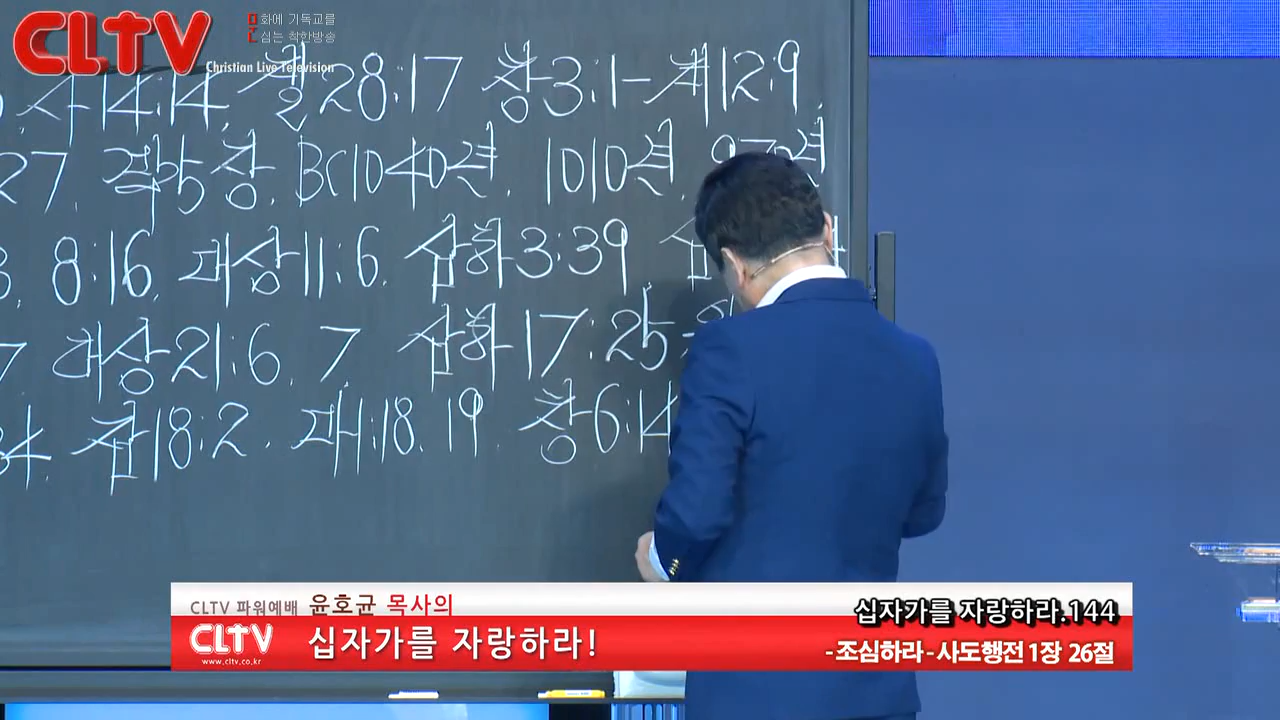 CLTV
문화에 기독교를
심는 착한방송
Christian Live Television
사14:14. 겔28:17 창3:1-계12:9.
27. 창. BC1040년. 1010년. 970년
8:16. 대상11:6. 삼하3:39
7 대상21:6. 7. 삼하17:25
삼18:2. 1:18. 19. 창6:14
CLTV 파워예배 윤호균 목사의
십자가를 자랑하라.144
CLTV
www.cltv.co.kr
십자가를 자랑하라!
- 조심하라 - 사도행전 1장 26절